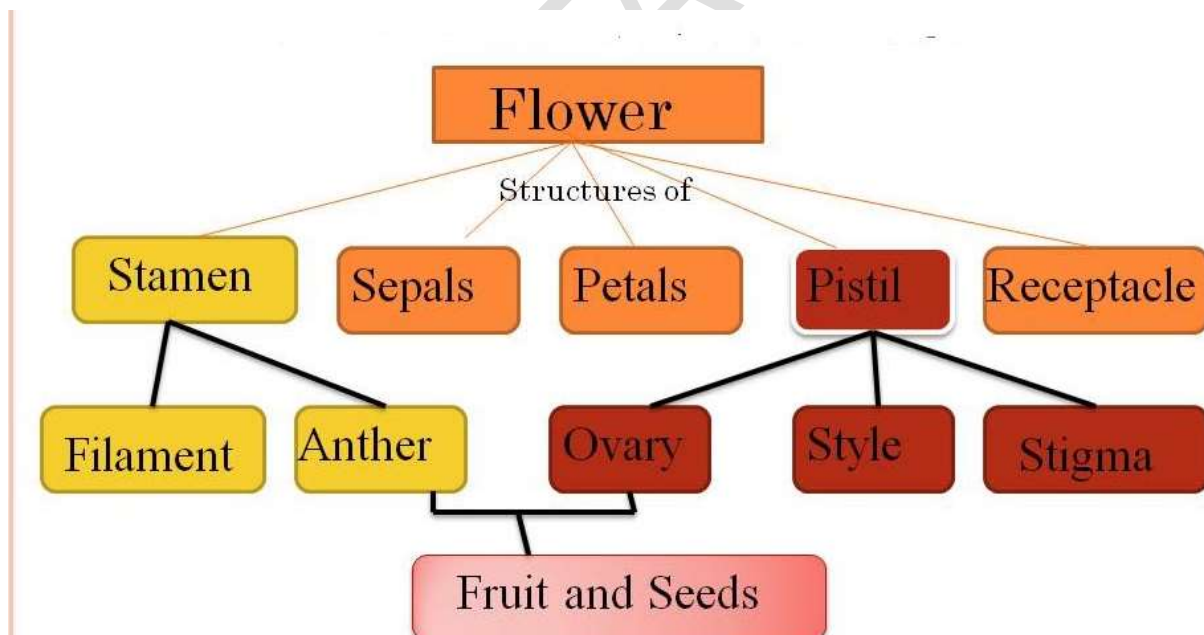 Flower
Structures of
Stamen
Sepals
Petals
Pistil
Receptacle
Filament
Anther
Ovary
Style
Stigma
Fruit and Seeds